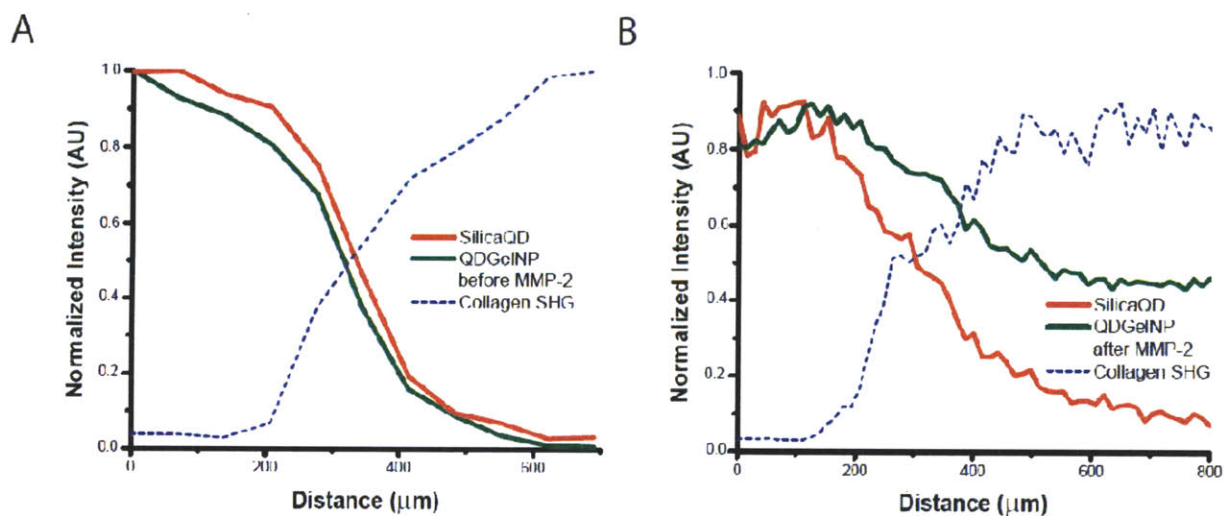 A
Normalized Intensity (AU)
1.0
0.8
0.6
0.4
0.2
0.0
SilicaQD
QDGelNP
before MMP-2
Collagen SHG
0
200
400
600
Distance (μm)
B
Normalized Intensity (AU)
1.0
0.8
0.6
0.4
0.2
0.0
SilicaQD
QDGelNP
after MMP-2
Collagen SHG
0
200
400
600
800
Distance (μm)